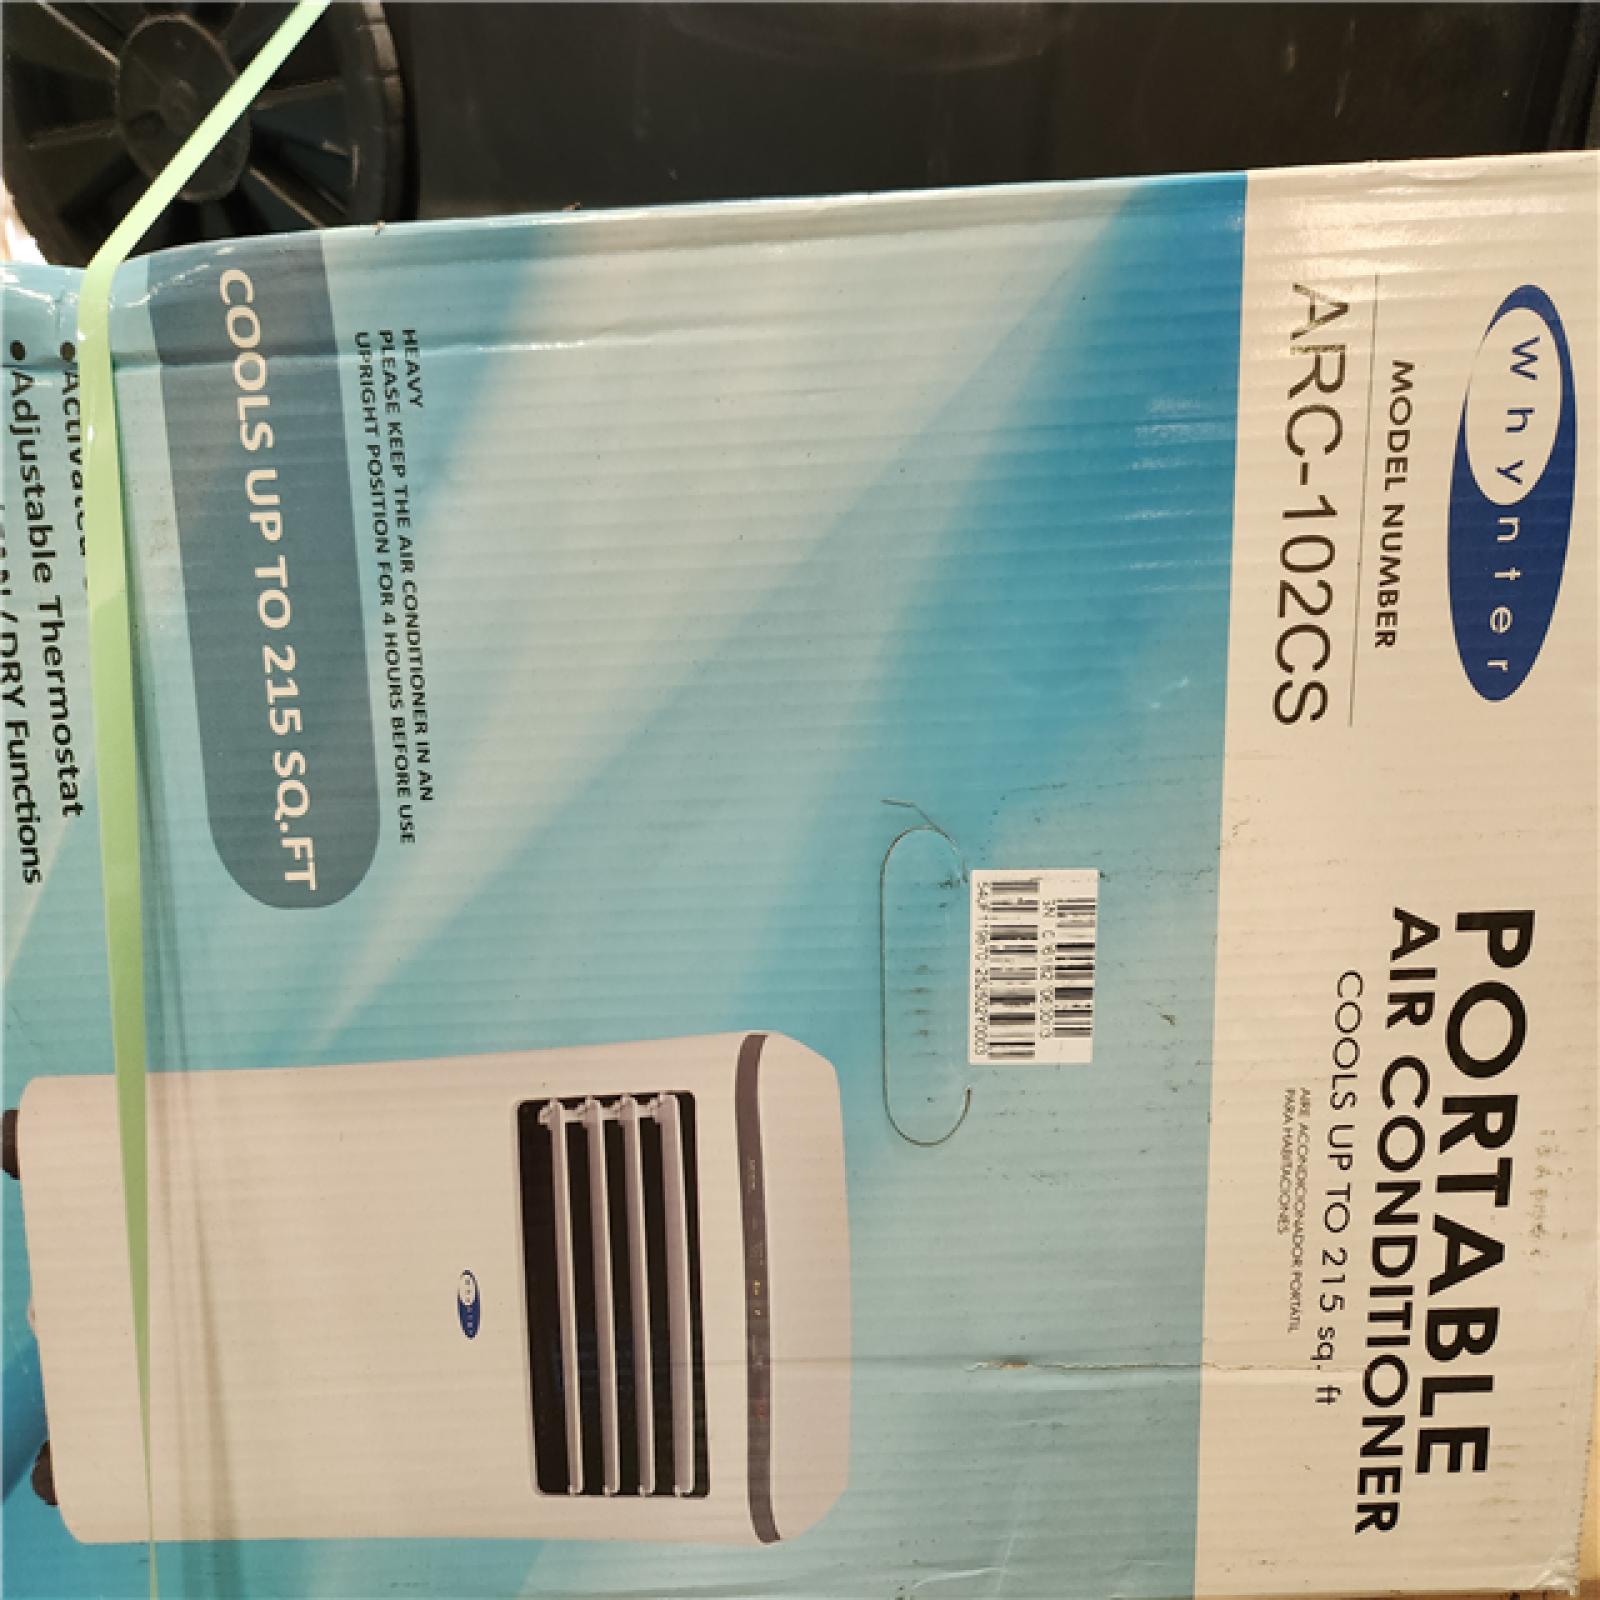 whynter
MODEL NUMBER
ARC-102CS
PORTABLE
AIR CONDITIONER
COOLS UP TO 215 sq. ft
AIRE ACONDICIONADOR PORTÁTIL
PARA HABITACIONES
HEAVY
PLEASE KEEP THE AIR CONDITIONER IN AN
UPRIGHT POSITION FOR 4 HOURS BEFORE USE
COOLS UP TO 215 SQ.FT
•Adjustable Thermostat
DRY Functions